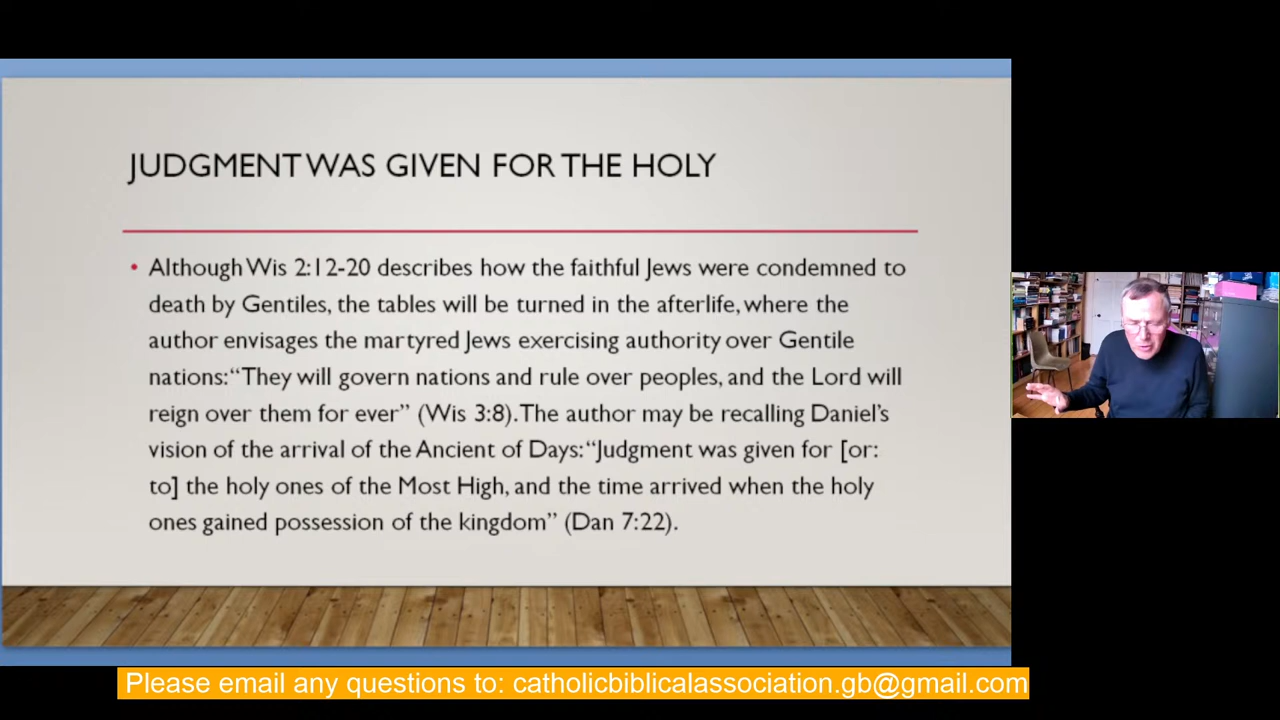 JUDGMENT WAS GIVEN FOR THE HOLY
• Although Wis 2:12-20 describes how the faithful Jews were condemned to
death by Gentiles, the tables will be turned in the afterlife, where the
author envisages the martyred Jews exercising authority over Gentile
nations: “They will govern nations and rule over peoples, and the Lord will
reign over them for ever” (Wis 3:8). The author may be recalling Daniel’s
vision of the arrival of the Ancient of Days: “Judgment was given for [or:
to] the holy ones of the Most High, and the time arrived when the holy
ones gained possession of the kingdom” (Dan 7:22).
Please email any questions to: catholicbiblicalassociation.gb@gmail.com